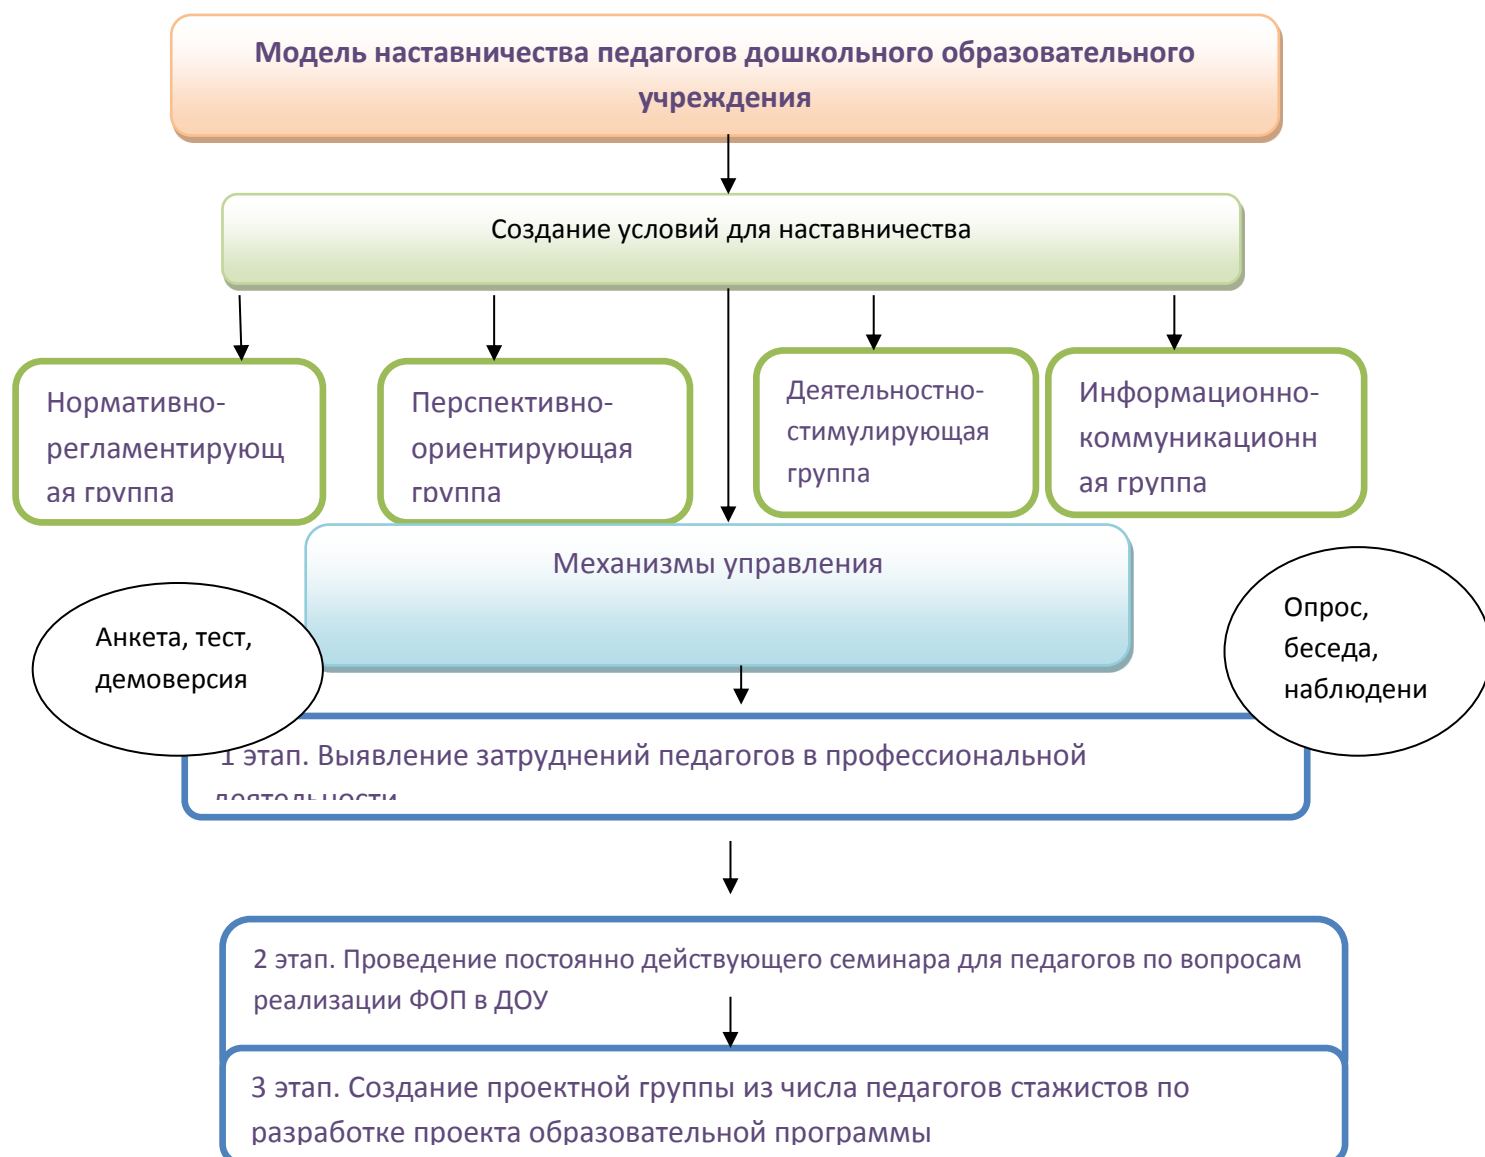 Модель наставничества педагогов дошкольного образовательного
учреждения
Создание условий для наставничества
Нормативно-
регламентирующ
ая группа
Перспективно-
ориентирующая
группа
Деятельностно-
стимулирующая
группа
Информационно-
коммуникационн
ая группа
Механизмы управления
Анкета, тест,
демоверсия
Опрос,
беседа,
наблюдени
1 этап. Выявление затруднений педагогов в профессиональной
деятельности
2 этап. Проведение постоянно действующего семинара для педагогов по вопросам
реализации ФОП в ДОУ
3 этап. Создание проектной группы из числа педагогов стажистов по
разработке проекта образовательной программы